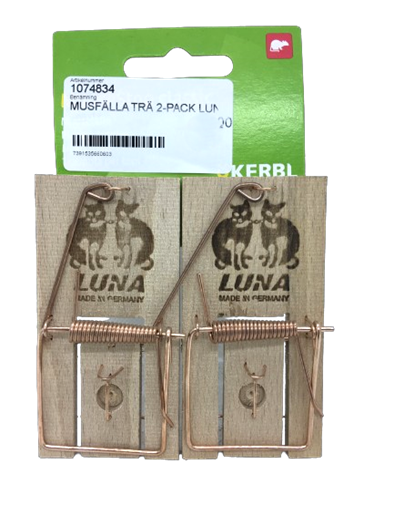 Artikelnummer
1074834
Benämning
MUSFÄLLA TRÄ 2-PACK LUN
KERBL
LUNA
MADE IN GERMANY
LUNA
MADE IN GERMANY